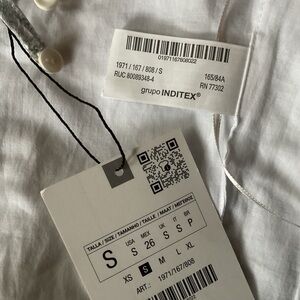 01971167808022
1971 / 167 / 808 / S
RUC 80089348-4
165/84A
RN 77302
grupo INDITEX®
TALLA / SIZE / TAMANHO / TAILLE / MAAT / ΜΕΓΕΘΟΣ
S
USA MEX UK IT BR
S 26 S S P
XS S M L XL
ART.: 1971/167/808